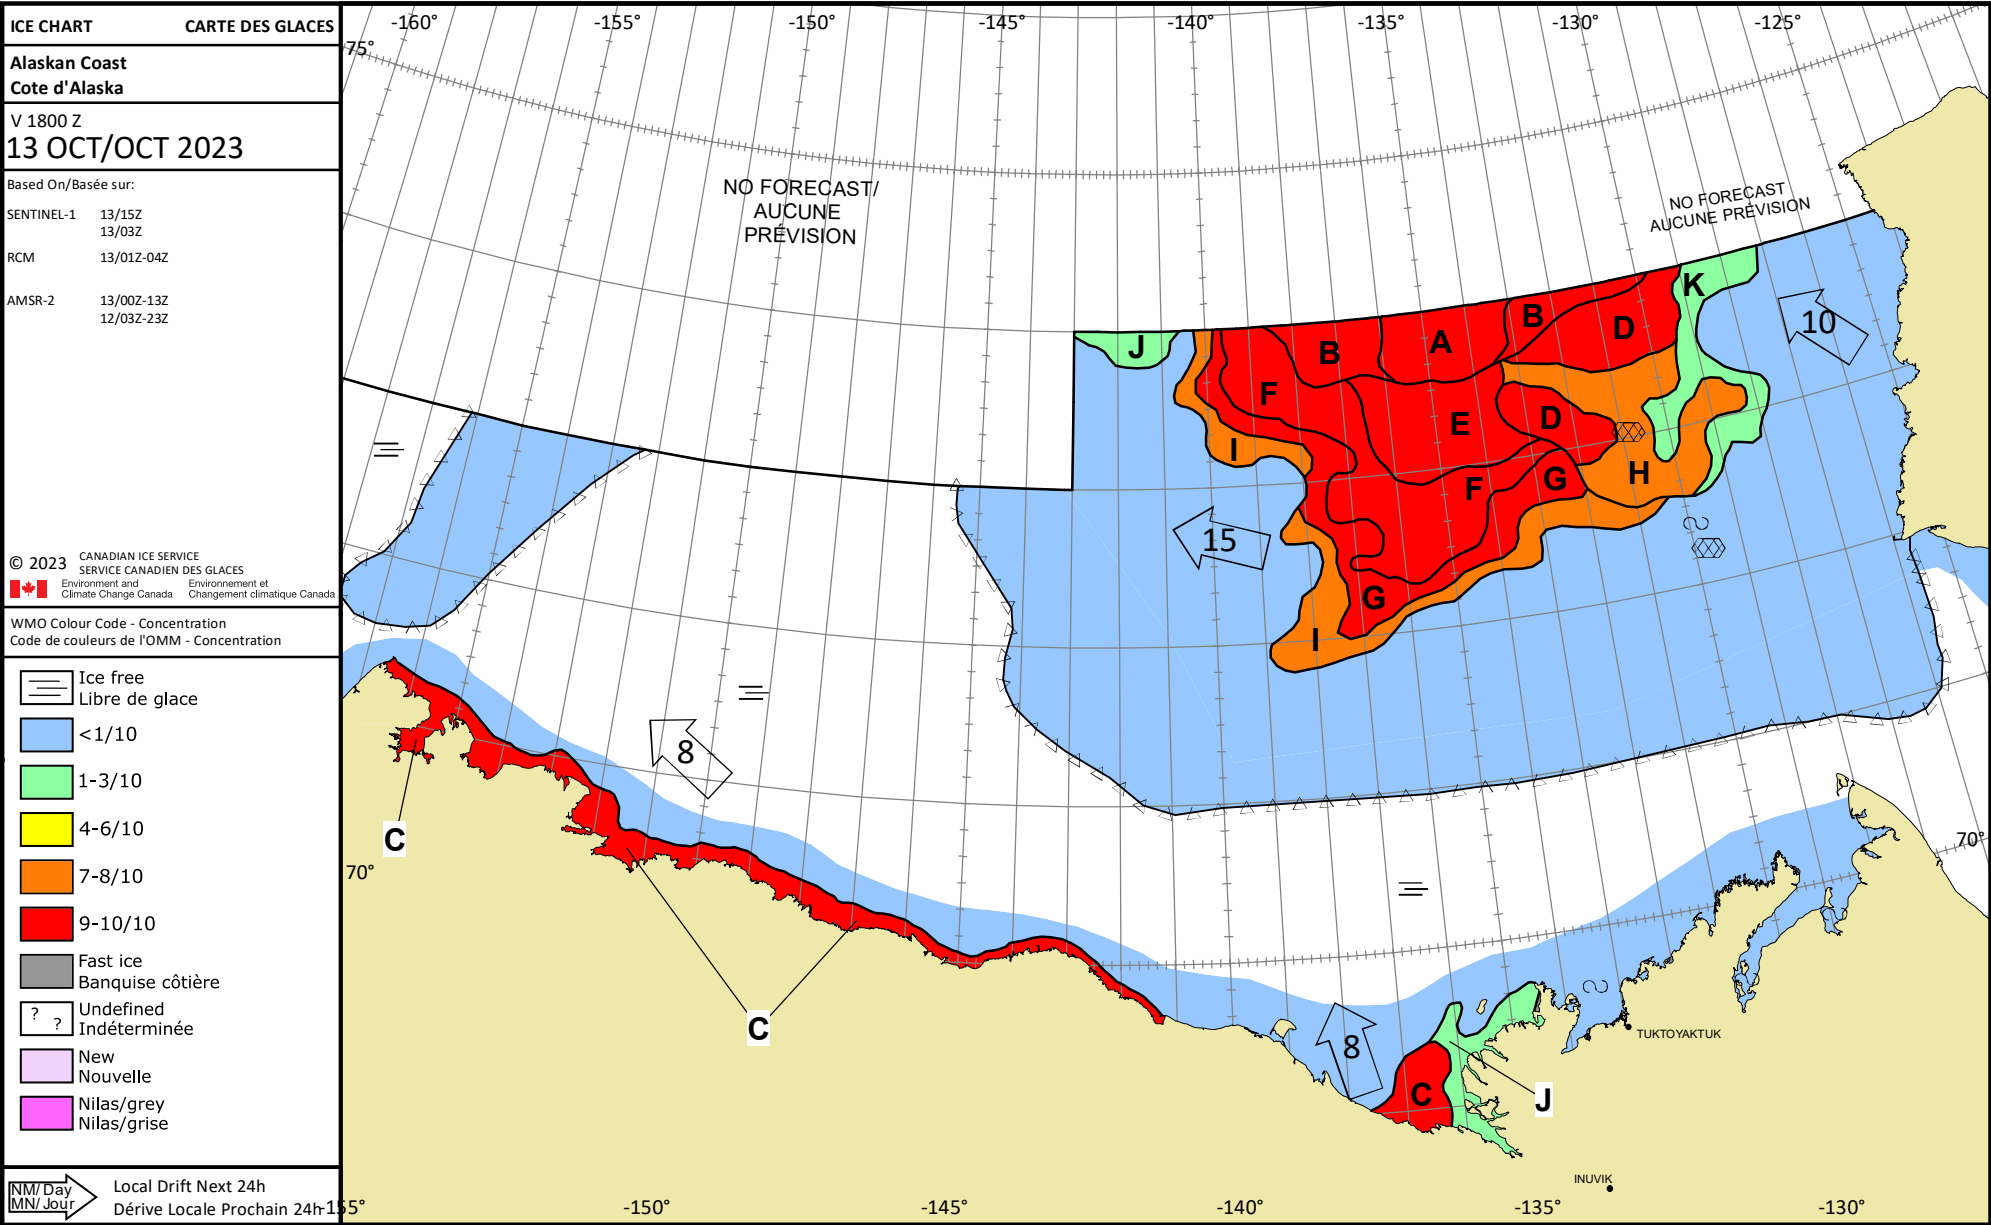 ICE CHART CARTE DES GLACES
Alaskan Coast
Cote d'Alaska
V 1800 Z
13 OCT/OCT 2023
Based On/Basée sur:
SENTINEL-1 13/15Z
13/03Z
RCM 13/01Z-04Z
AMSR-2 13/00Z-13Z
12/03Z-23Z
© 2023 CANADIAN ICE SERVICE
SERVICE CANADIEN DES GLACES
Environment and Environnement et
Climate Change Canada Changement climatique Canada
WMO Colour Code - Concentration
Code de couleurs de l'OMM - Concentration
Ice free
Libre de glace
<1/10
1-3/10
4-6/10
7-8/10
9-10/10
Fast ice
Banquise côtière
? ? Undefined
Indéterminée
New
Nouvelle
Nilas/grey
Nilas/grise
NM/Day
MN/Jour
Local Drift Next 24h
Dérive Locale Prochain 24h
-160° -155° -150° -145° -140° -135° -130° -125°
75°
NO FORECAST/
AUCUNE
PRÉVISION
NO FORECAST
AUCUNE PRÉVISION
K
B
D
10
A
J
B
F
E
D
I
H
F
G
15
G
I
8
C
70°
70°
C
8
C
J
TUKTOYAKTUK
INUVIK
-155° -150° -145° -140° -135° -130°